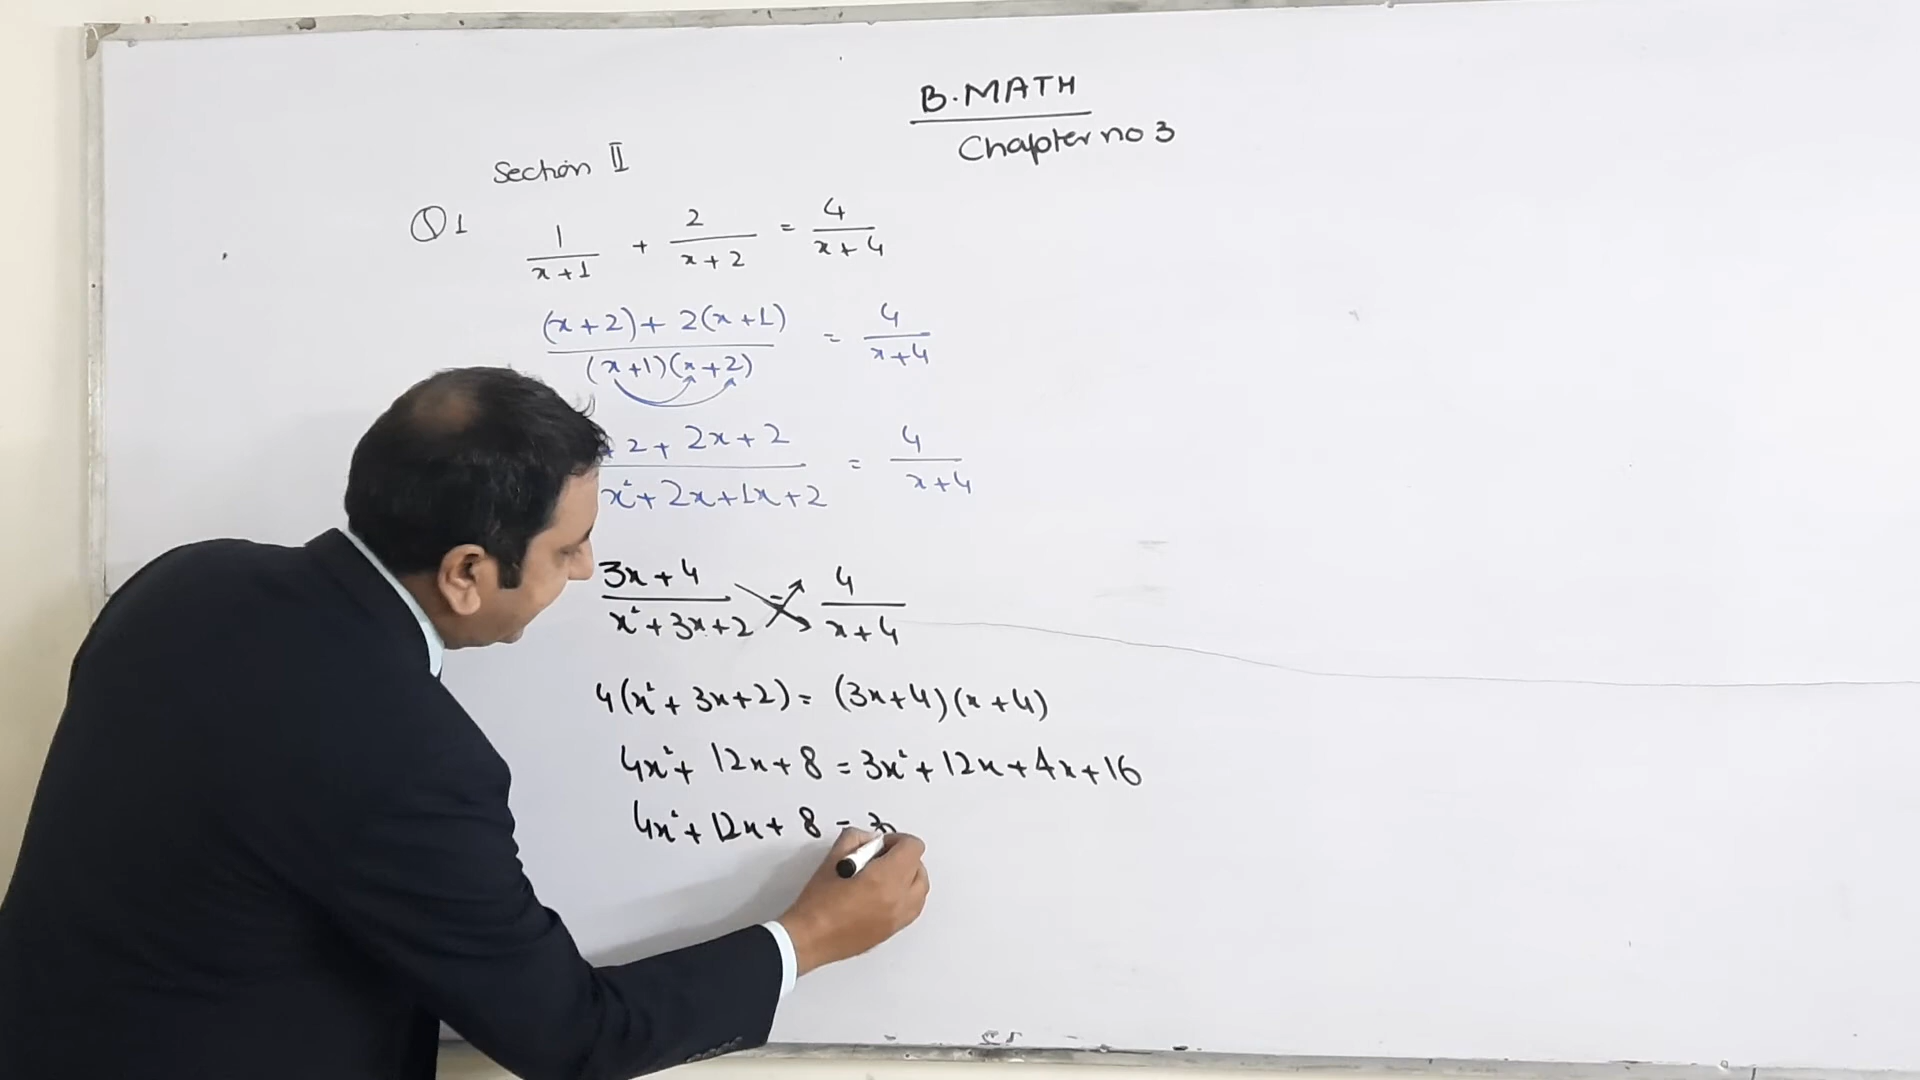 B.MATH
Chapter no 3
Section II
Q1 1/(x+1) + 2/(x+2) = 4/(x+4)
((x+2)+2(x+1))/((x+1)(x+2)) = 4/(x+4)
(2+2x+2)/(x²+2x+1x+2) = 4/(x+4)
(3x+4)/(x²+3x+2) = 4/(x+4)
4(x²+3x+2) = (3x+4)(x+4)
4x²+12x+8 = 3x²+12x+4x+16
4x²+12x+8 = 3